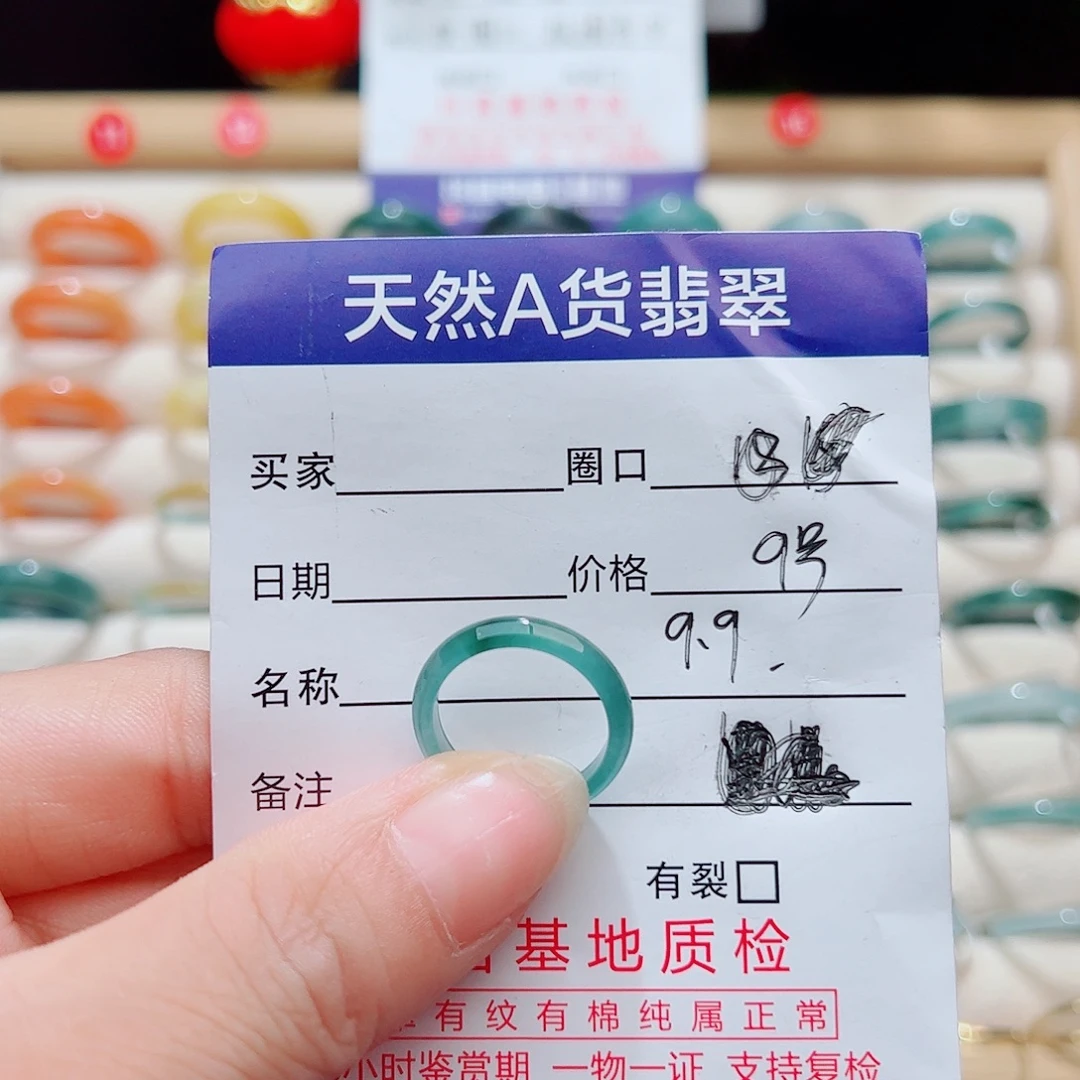 天然A货翡翠
买家 圈口
日期 价格 9号
9.9
名称
备注
有裂
基地质检
有纹有棉纯属正常
小时鉴赏期 一物一证 支持复检